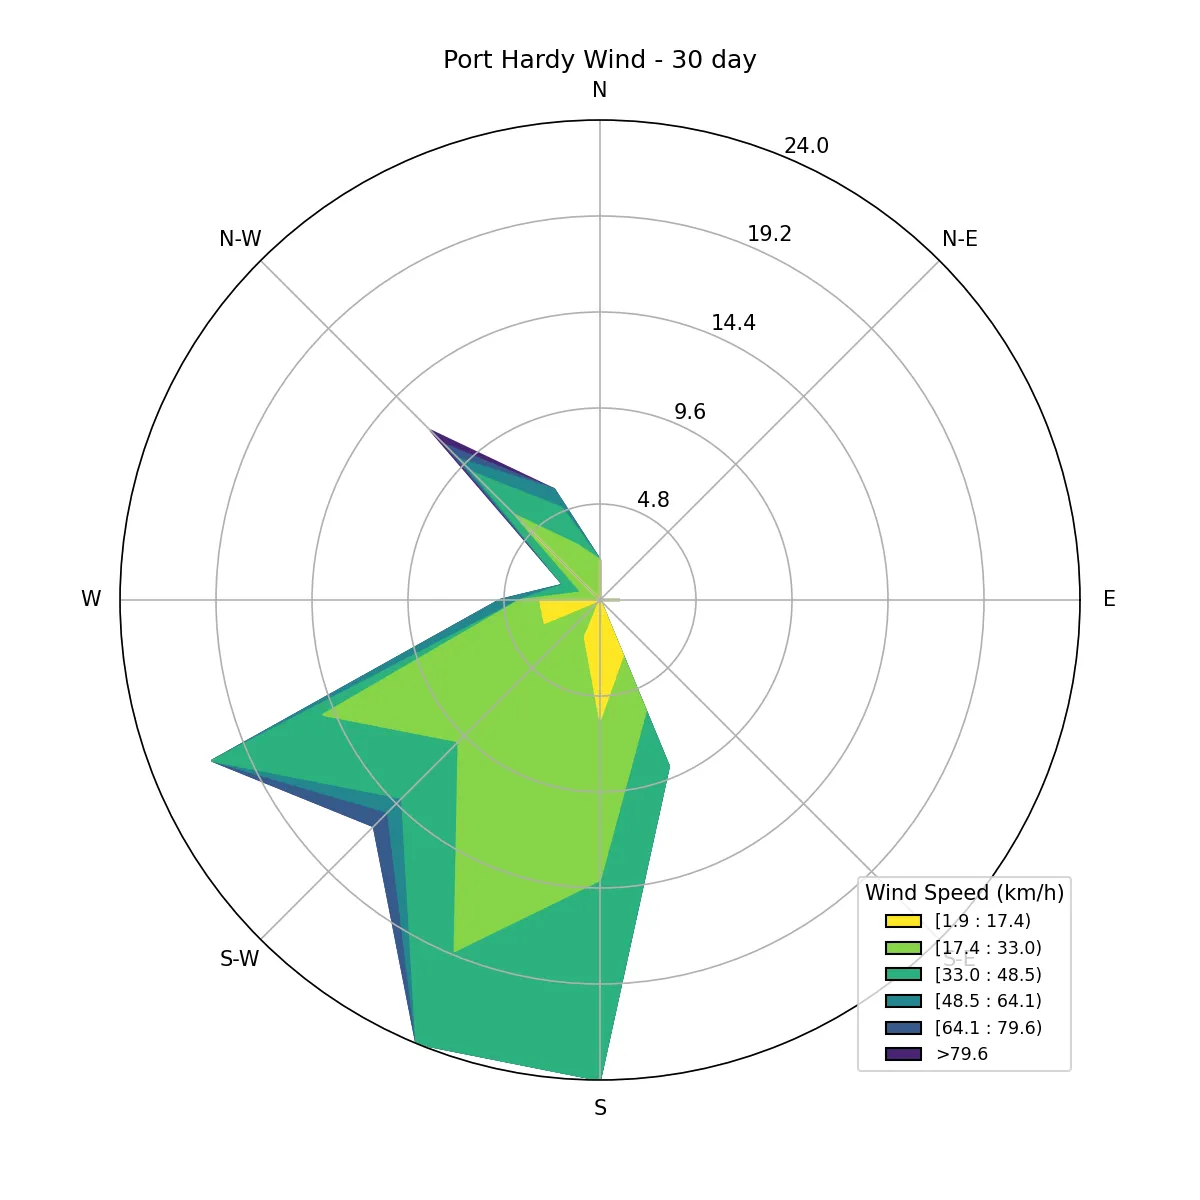 Port Hardy Wind - 30 day
N
24.0
N-W
19.2
N-E
14.4
9.6
4.8
W
E
Wind Speed (km/h)
[1.9 : 17.4)
[17.4 : 33.0)
S-W
S-E
[33.0 : 48.5)
[48.5 : 64.1)
[64.1 : 79.6)
>79.6
S